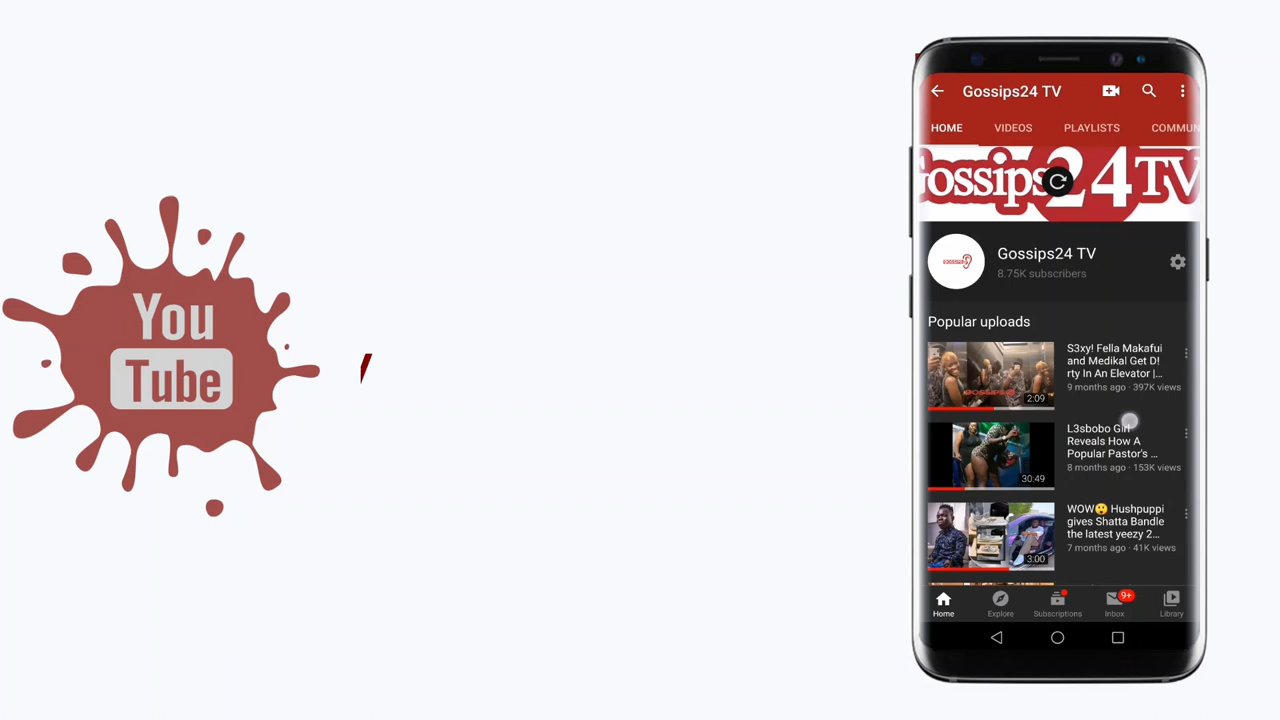 You
Tube
Gossips24 TV
HOME VIDEOS PLAYLISTS COMMUN
Gossips24TV
Gossips24 TV
8.75K subscribers
Popular uploads
S3xy! Fella Makafui
and Medikal Get D!
rty In An Elevator |...
9 months ago · 397K views
2:09
L3sbobo Girl
Reveals How A
Popular Pastor's ...
8 months ago · 153K views
30:49
WOW😲 Hushpuppi
gives Shatta Bandle
the latest yeezy 2...
7 months ago · 41K views
3:00
9+
Home Explore Subscriptions Inbox Library